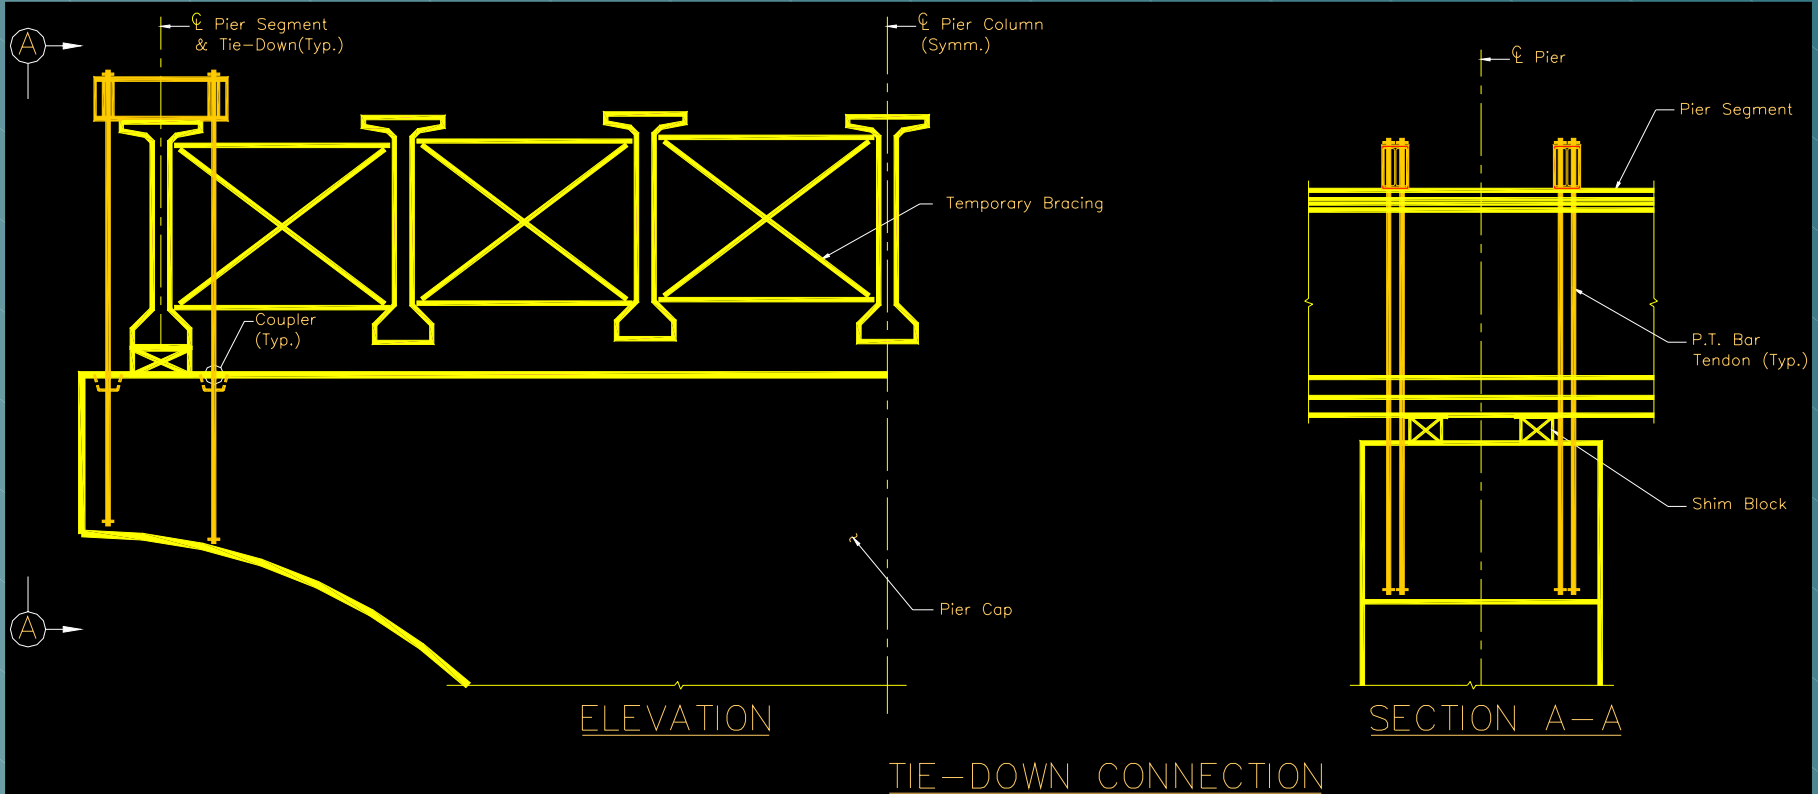 A
℄ Pier Segment
& Tie-Down(Typ.)
℄ Pier Column
(Symm.)
℄ Pier
Pier Segment
Temporary Bracing
Coupler
(Typ.)
P.T. Bar
Tendon (Typ.)
Shim Block
Pier Cap
A
ELEVATION
SECTION A-A
TIE-DOWN CONNECTION